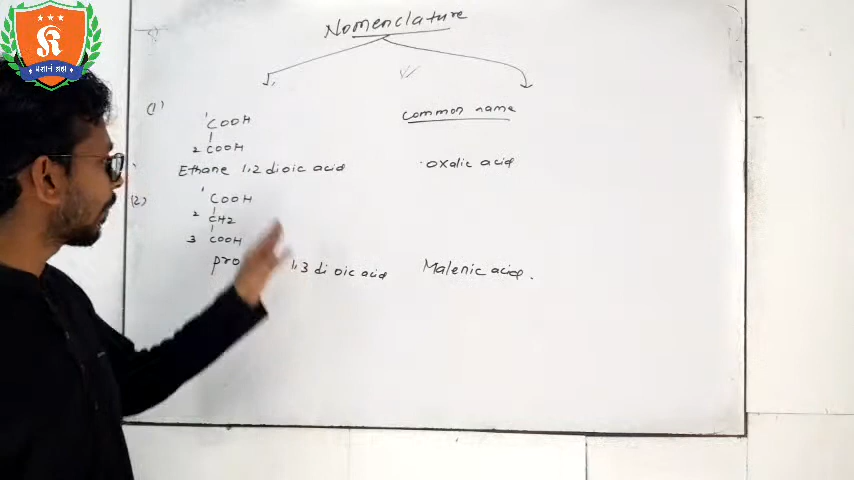 Nomenclature
Common name
(1)
1 COOH
2 COOH
Ethane 1,2 dioic acid
oxalic acid
(2)
1 COOH
2 CH2
3 COOH
pro 1,3 di oic acid
Malenic acid.